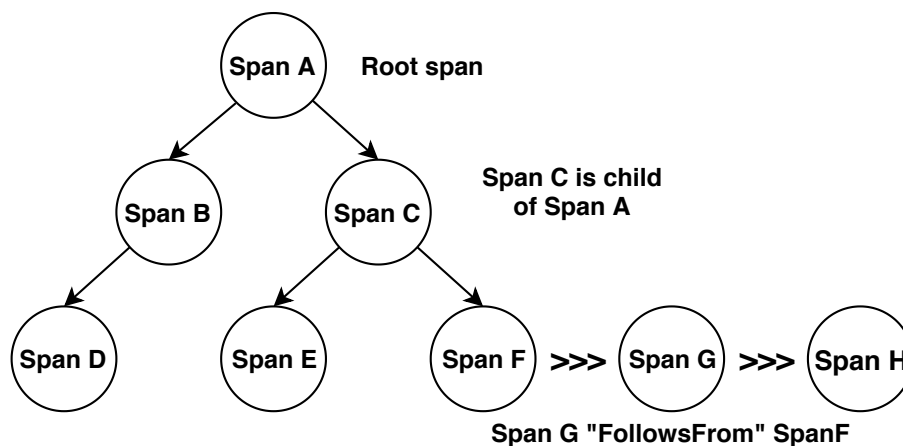 Span A
Root span
Span B
Span C
Span C is child
of Span A
Span D
Span E
Span F
>>>
Span G
>>>
Span H
Span G "FollowsFrom" SpanF